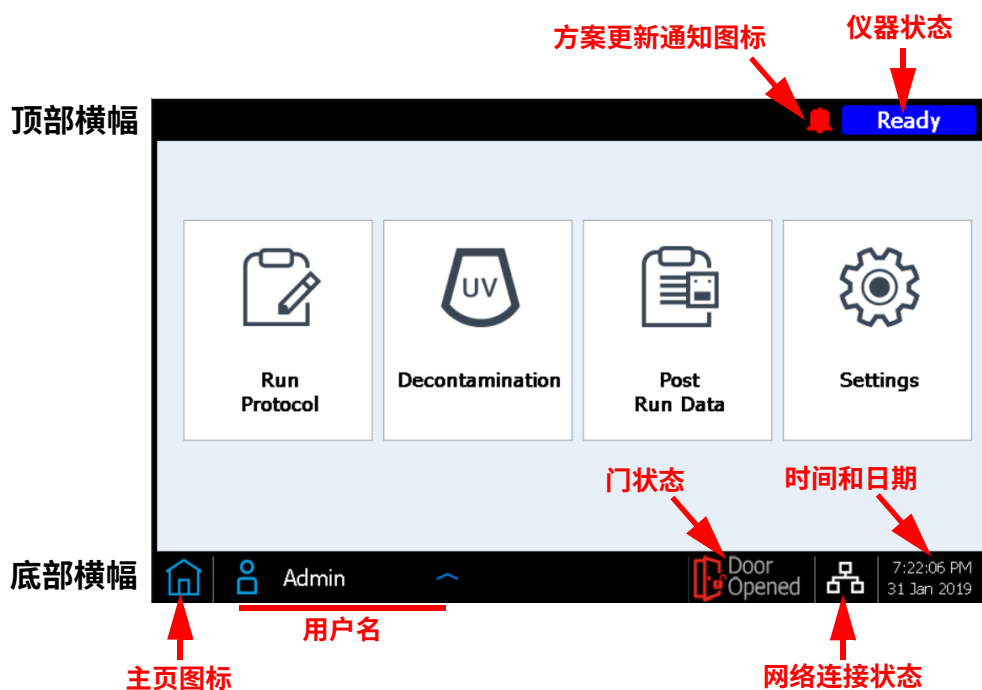 方案更新通知图标
仪器状态
顶部横幅
Ready
UV
Run
Protocol
Decontamination
Post
Run Data
Settings
门状态
时间和日期
底部横幅
Admin
Door
Opened
7:22:06 PM
31 Jan 2019
用户名
主页图标
网络连接状态